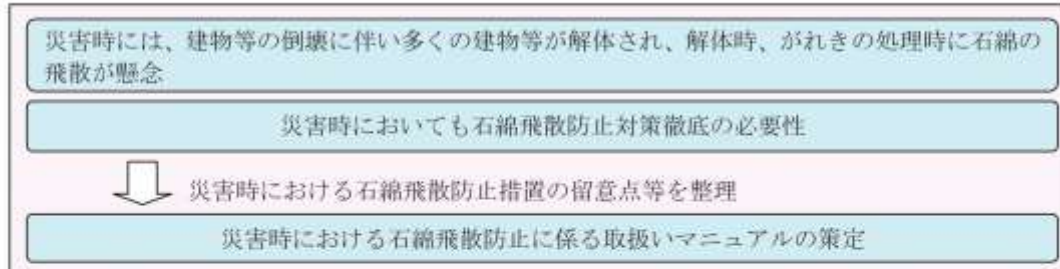 災害時には、建物等の倒壊に伴い多くの建物等が解体され、解体時、がれきの処理時に石綿の
飛散が懸念
災害時においても石綿飛散防止対策徹底の必要性
災害時における石綿飛散防止措置の留意点等を整理
災害時における石綿飛散防止に係る取扱いマニュアルの策定